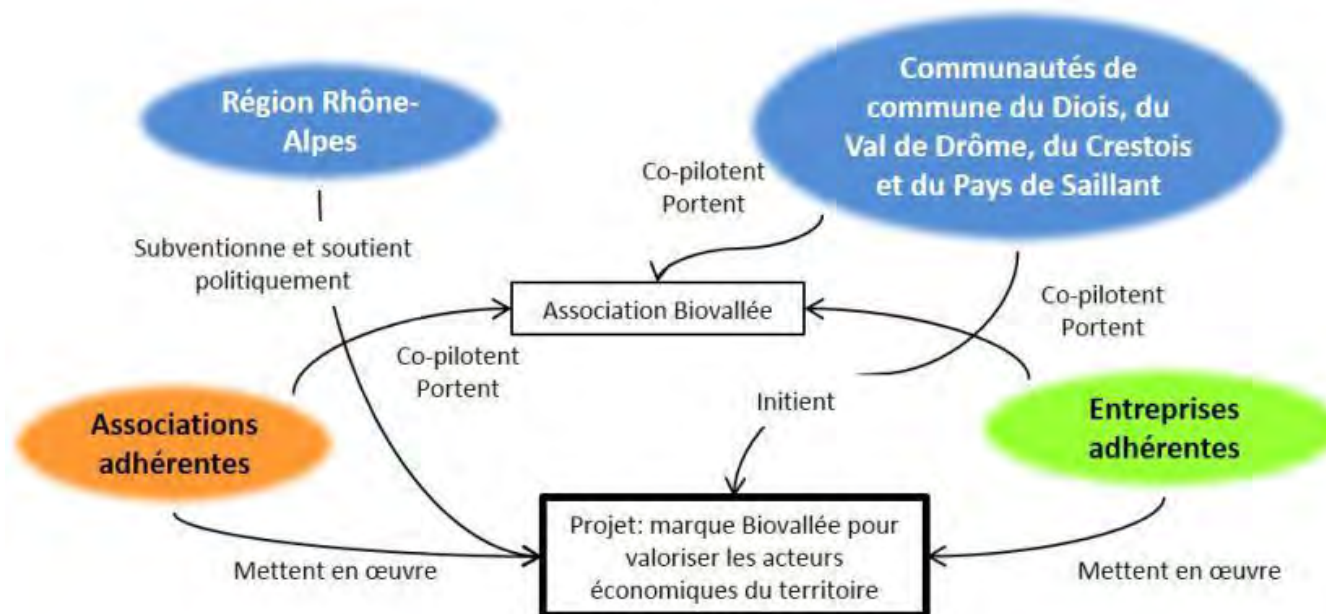 Région Rhône-
Alpes
Communautés de
commune du Diois, du
Val de Drôme, du Crestois
et du Pays de Saillant
Co-pilotent
Portent
Subventionne et soutient
politiquement
Association Biovallée
Co-pilotent
Portent
Co-pilotent
Portent
Associations
adhérentes
Initient
Entreprises
adhérentes
Projet: marque Biovallée pour
valoriser les acteurs
économiques du territoire
Mettent en œuvre
Mettent en œuvre